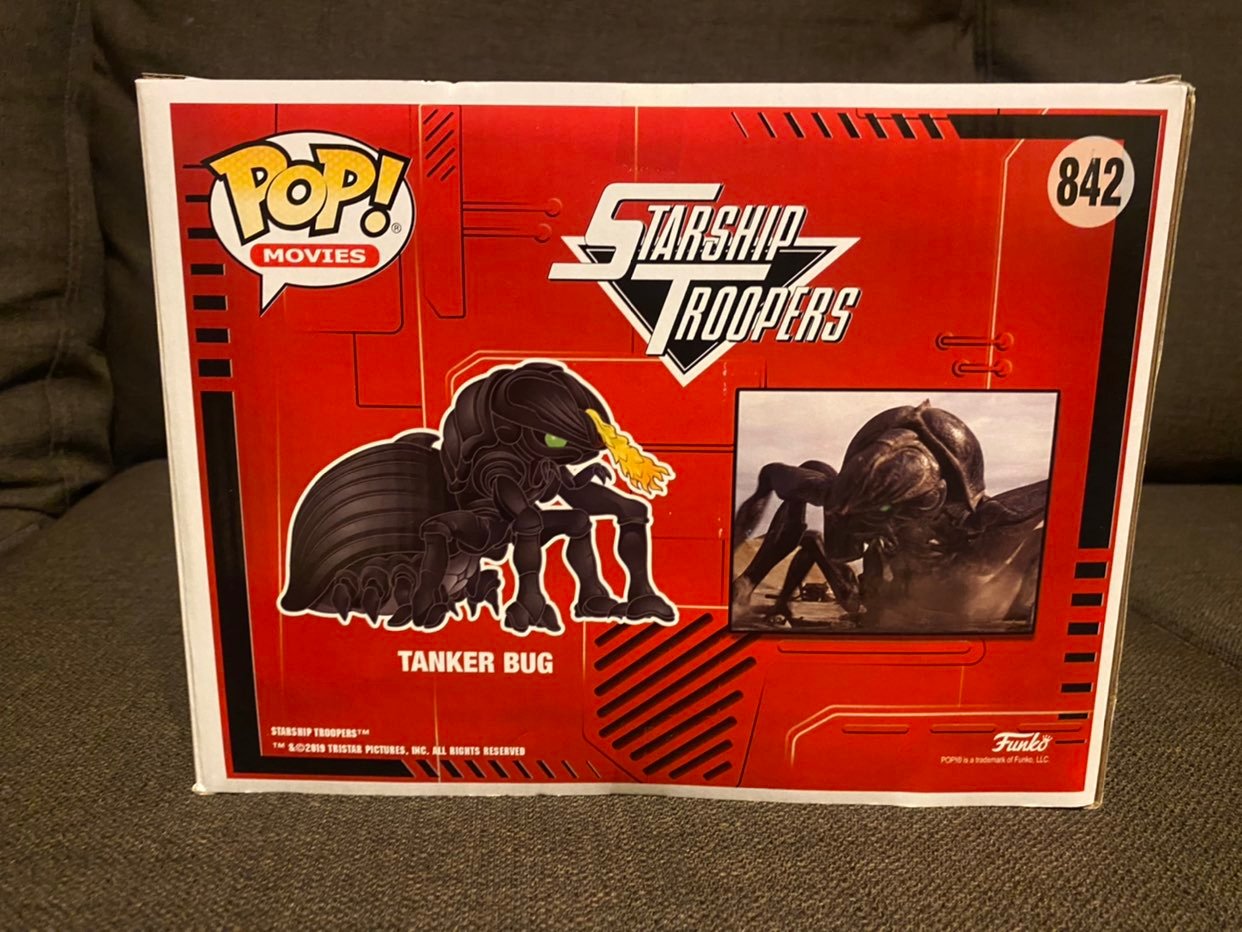 POP!®
MOVIES
STARSHIP
TROOPERS
842
TANKER BUG
STARSHIP TROOPERS™
™ &©2019 TRISTAR PICTURES, INC. ALL RIGHTS RESERVED
Funko
POP!® is a trademark of Funko, LLC